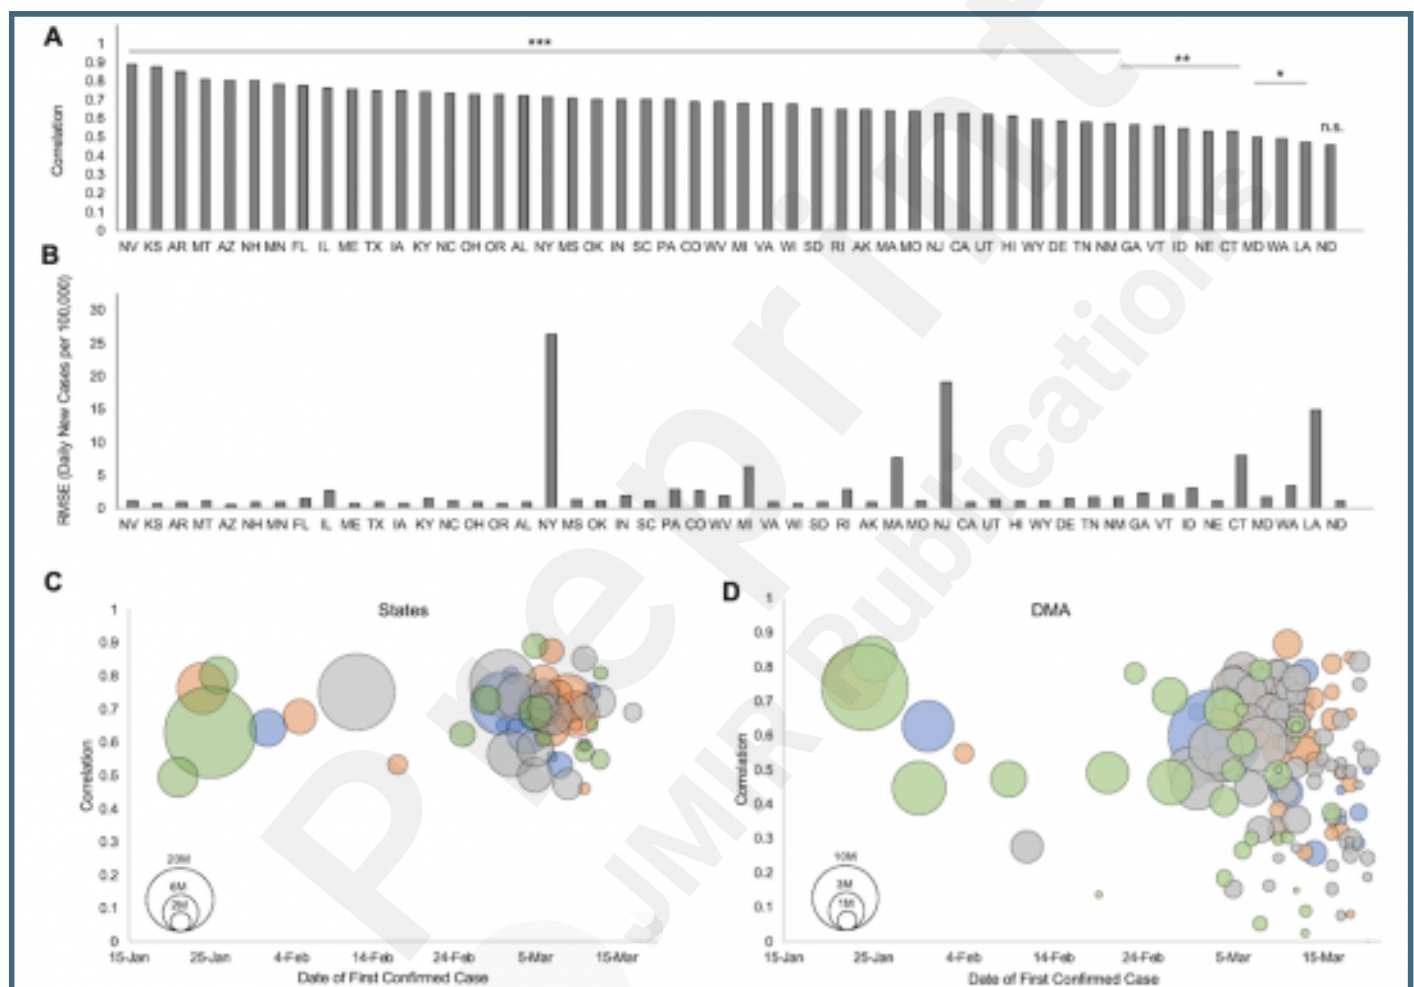 A
***
**
*
n.s.
1
0.9
0.8
0.7
0.6
0.5
0.4
0.3
0.2
0.1
0
Correlation
NV KS AR MT AZ NH MN FL IL ME TX IA KY NC OH OR AL NY MS OK IN SC PA CO WV MI VA WI SD RI AK MA MO NJ CA UT HI WY DE TN NM GA VT ID NE CT MD WA LA ND
B
30
25
20
15
10
5
0
RMSE (Daily New Cases per 100,000)
NV KS AR MT AZ NH MN FL IL ME TX IA KY NC OH OR AL NY MS OK IN SC PA CO WV MI VA WI SD RI AK MA MO NJ CA UT HI WY DE TN NM GA VT ID NE CT MD WA LA ND
C
States
1
0.9
0.8
0.7
0.6
0.5
0.4
0.3
0.2
0.1
0
Correlation
20M
6M
2M
15-Jan 25-Jan 4-Feb 14-Feb 24-Feb 5-Mar 15-Mar
Date of First Confirmed Case
D
DMA
1
0.9
0.8
0.7
0.6
0.5
0.4
0.3
0.2
0.1
0
Correlation
10M
3M
1M
15-Jan 25-Jan 4-Feb 14-Feb 24-Feb 5-Mar 15-Mar
Date of First Confirmed Case
Preprint
JMIR Publications